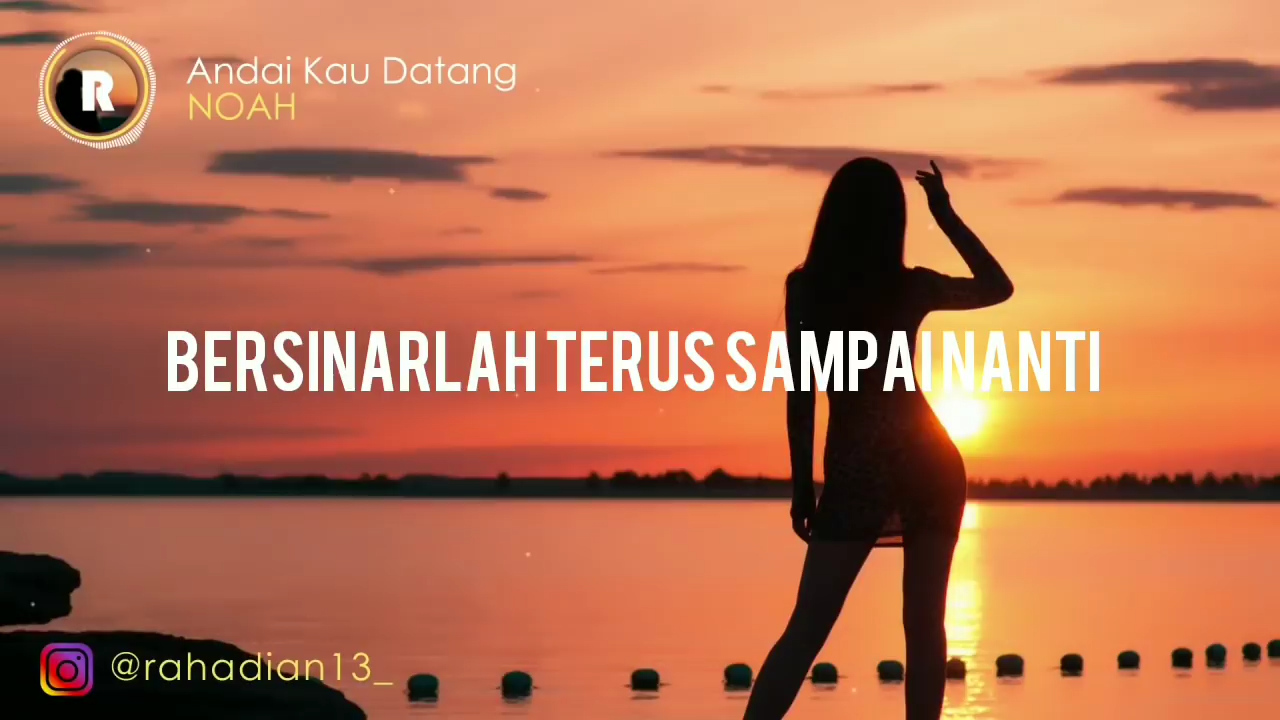 R
Andai Kau Datang
NOAH
BERSINARLAH TERUS SAMPAI NANTI
@rahadian13_